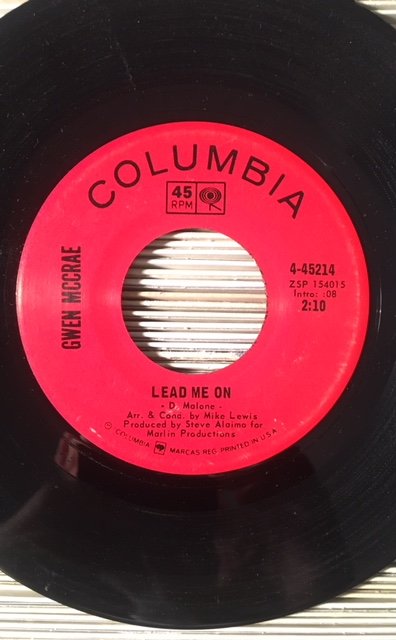 COLUMBIA
45
RPM
GWEN MCCRAE
4-45214
ZSP 154015
Intro: :08
2:10
LEAD ME ON
- D. Malone -
Arr. & Cond. by Mike Lewis
Produced by Steve Alaimo for
Marlin Productions
© COLUMBIA MARCAS REG. PRINTED IN U.S.A.